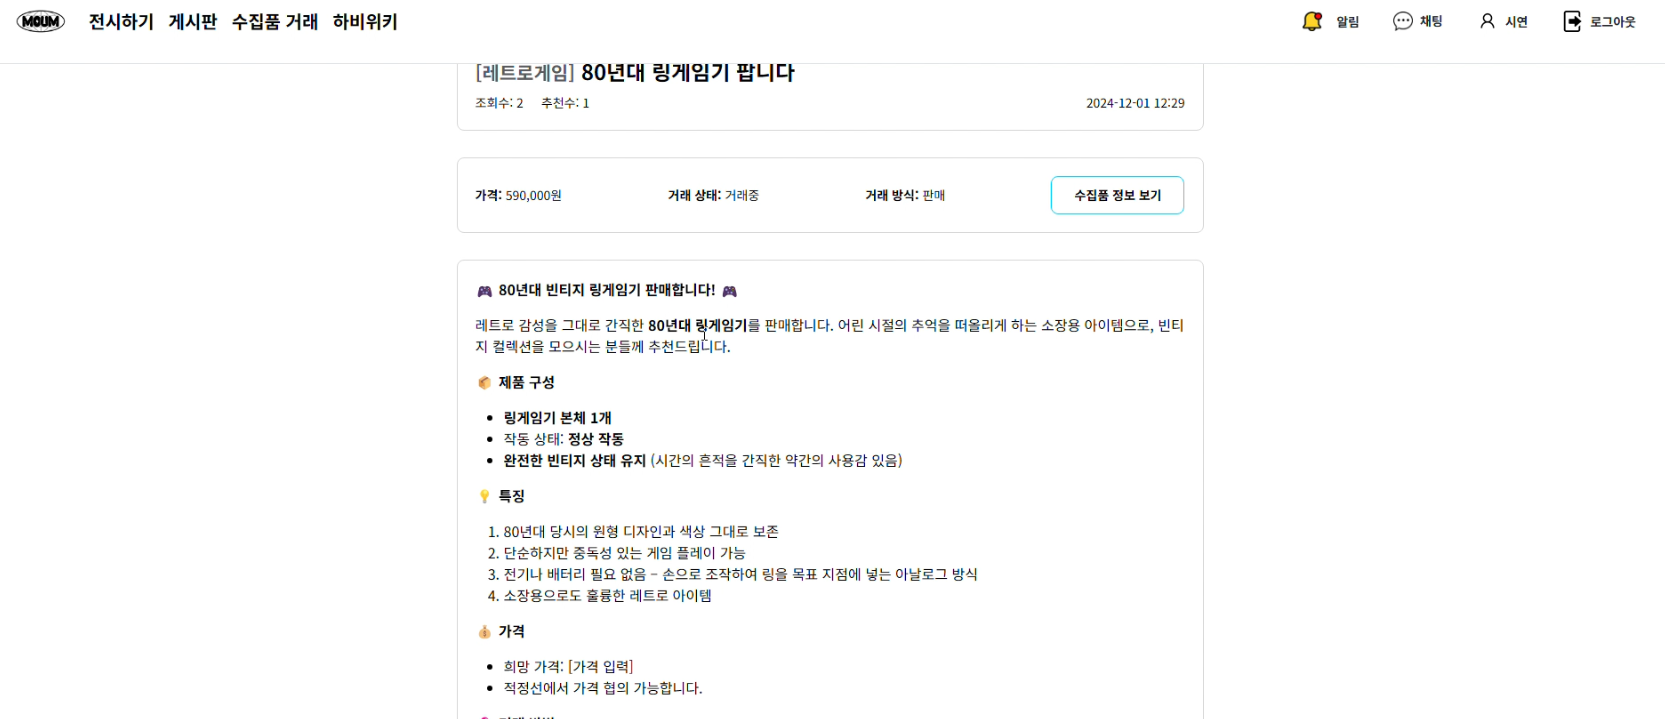 MOUM 전시하기 게시판 수집품 거래 하비위키 알림 채팅 시연 로그아웃
[레트로게임] 80년대 링게임기 팝니다
조회수: 2 추천수: 1 2024-12-01 12:29
가격: 590,000원 거래 상태: 거래중 거래 방식: 판매 수집품 정보 보기
🎮 80년대 빈티지 링게임기 판매합니다! 🎮
레트로 감성을 그대로 간직한 80년대 링게임기를 판매합니다. 어린 시절의 추억을 떠올리게 하는 소장용 아이템으로, 빈티
지 컬렉션을 모으시는 분들께 추천드립니다.
📦 제품 구성
• 링게임기 본체 1개
• 작동 상태: 정상 작동
• 완전한 빈티지 상태 유지 (시간의 흔적을 간직한 약간의 사용감 있음)
💡 특징
1. 80년대 당시의 원형 디자인과 색상 그대로 보존
2. 단순하지만 중독성 있는 게임 플레이 가능
3. 전기나 배터리 필요 없음 – 손으로 조작하여 링을 목표 지점에 넣는 아날로그 방식
4. 소장용으로도 훌륭한 레트로 아이템
💰 가격
• 희망 가격: [가격 입력]
• 적정선에서 가격 협의 가능합니다.